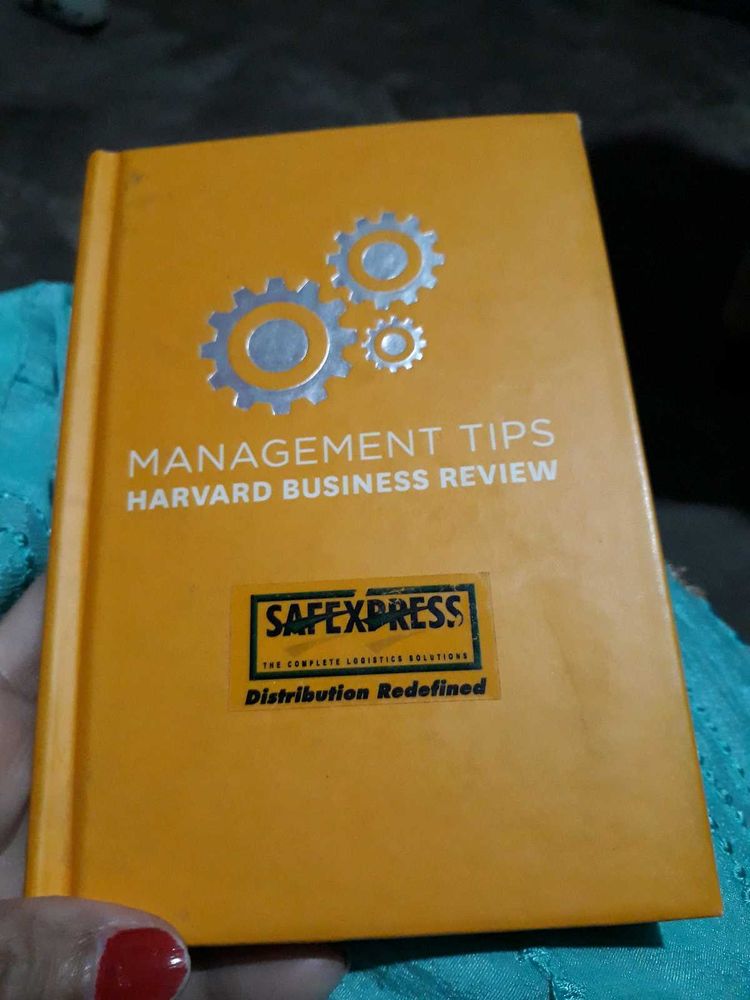 MANAGEMENT TIPS
HARVARD BUSINESS REVIEW
SAFEXPRESS
THE COMPLETE LOGISTICS SOLUTIONS
Distribution Redefined